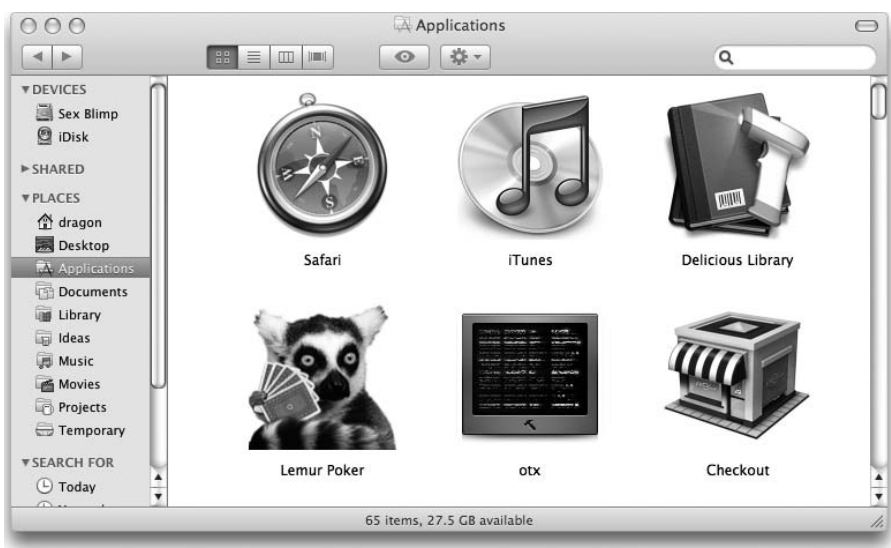 Applications
▼DEVICES
Sex Blimp
iDisk
▶SHARED
▼PLACES
dragon
Desktop
Applications
Documents
Library
Ideas
Music
Movies
Projects
Temporary
▼SEARCH FOR
Today
N
W
S
Safari
iTunes
Delicious Library
Lemur Poker
otx
Checkout
65 items, 27.5 GB available